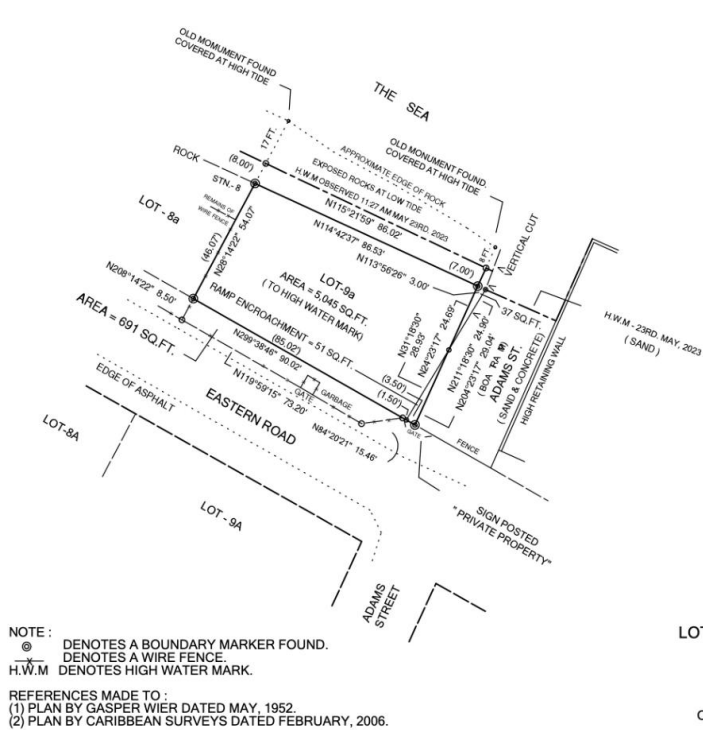 OLD MOMUMENT FOUND
COVERED AT HIGH TIDE
THE SEA
17 FT.
OLD MONUMENT FOUND.
COVERED AT HIGH TIDE
APPROXIMATE EDGE OF ROCK
ROCK
(8.00')
STN.- 8
EXPOSED ROCKS AT LOW TIDE
H.W.M OBSERVED 11:27 AM MAY 23RD. 2023
N115°21'59" 86.02'
N114°42'37" 86.53'
N113°56'26" 3.00'
(7.00')
8 FT.
VERTICAL CUT
LOT - 8a
REMAINS OF
WIRE FENCE
(46.07')
N28°14'22" 54.07'
LOT-9a
AREA = 5,045 SQ.FT.
( TO HIGH WATER MARK)
RAMP ENCROACHMENT = 51 SQ.FT.
(85.02')
N299°38'46" 90.02'
N208°14'22" 8.50'
AREA = 691 SQ.FT.
N31°18'30"
28.93'
N24°23'17" 24.69'
N211°18'30" 24.90'
N204°23'17" 29.04'
37 SQ.FT.
ADAMS ST.
( SAND & CONCRETE)
HIGH RETAINING WALL
H.W.M - 23RD. MAY, 2023
( SAND )
(3.50')
(1.50')
N119°59'15" 73.20'
GATE
GARBAGE
N84°20'21" 15.46'
GATE
FENCE
EDGE OF ASPHALT
EASTERN ROAD
LOT-8A
LOT - 9A
SIGN POSTED
" PRIVATE PROPERTY"
ADAMS
STREET
NOTE :
DENOTES A BOUNDARY MARKER FOUND.
DENOTES A WIRE FENCE.
H.W.M DENOTES HIGH WATER MARK.
REFERENCES MADE TO :
(1) PLAN BY GASPER WIER DATED MAY, 1952.
(2) PLAN BY CARIBBEAN SURVEYS DATED FEBRUARY, 2006.
LOT